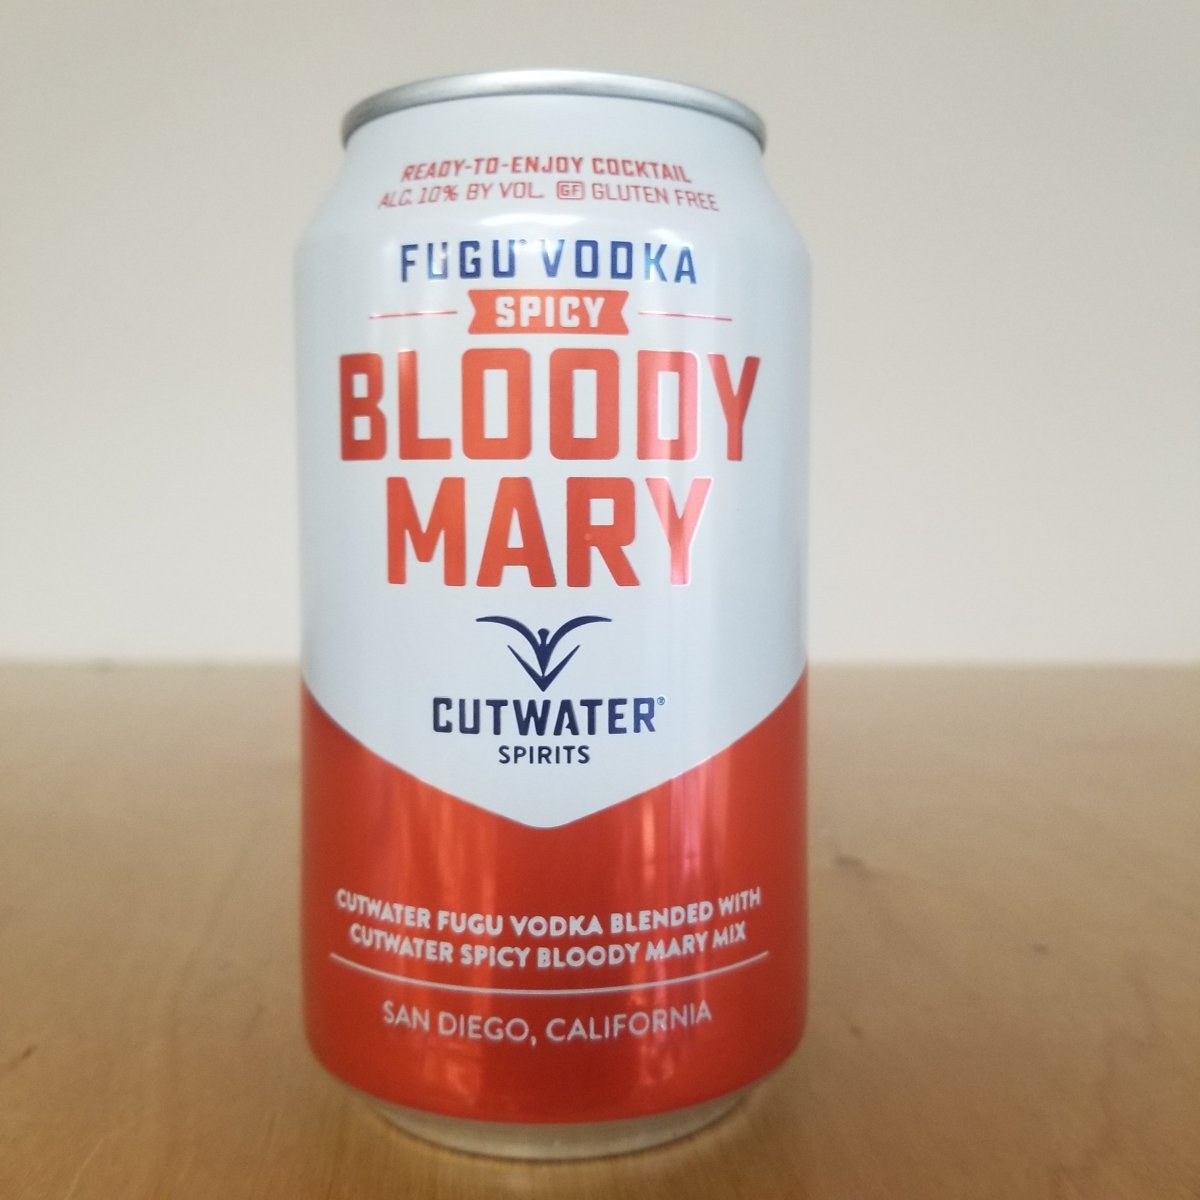 READY-TO-ENJOY COCKTAIL
ALC. 10% BY VOL. GF GLUTEN FREE
FUGU® VODKA
SPICY
BLOODY
MARY
CUTWATER®
SPIRITS
CUTWATER FUGU VODKA BLENDED WITH
CUTWATER SPICY BLOODY MARY MIX
SAN DIEGO, CALIFORNIA